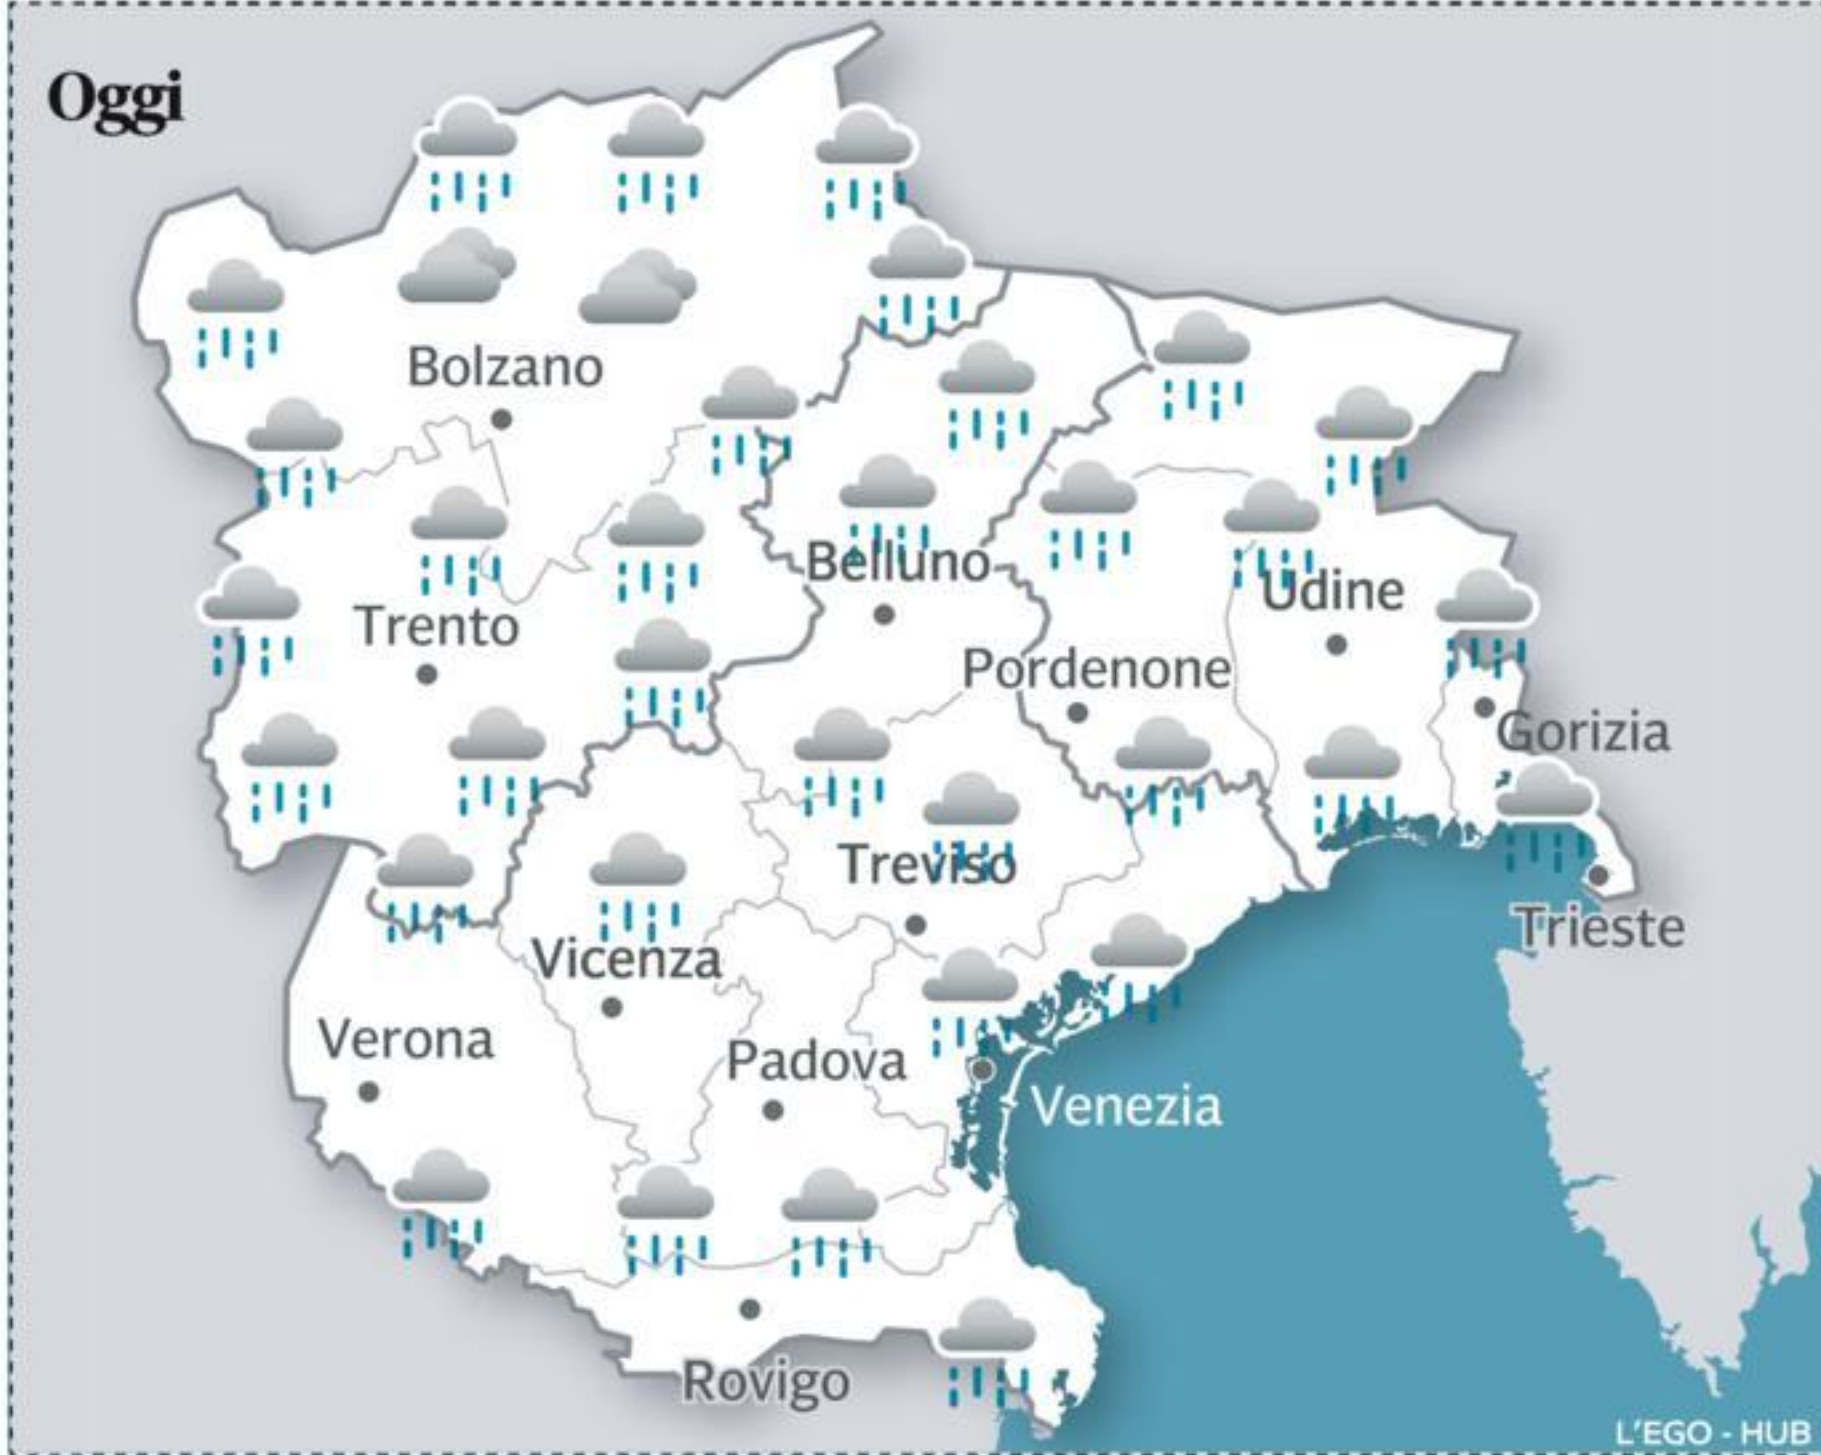 Oggi
Bolzano
Belluno
Udine
Trento
Pordenone
Gorizia
Treviso
Trieste
Vicenza
Verona
Padova
Venezia
Rovigo
L'EGO - HUB